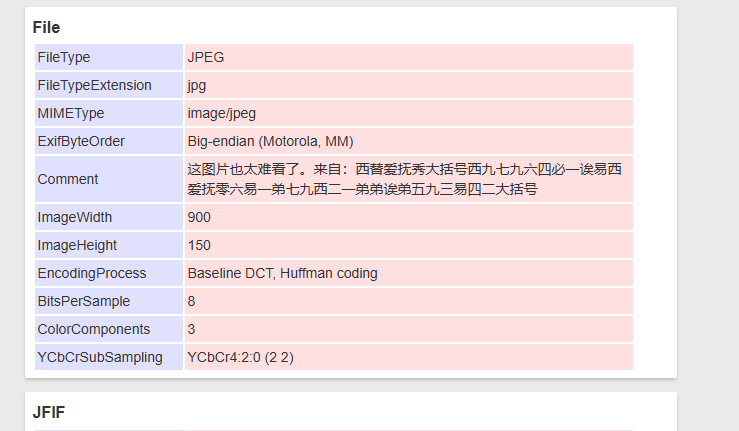 File
FileType JPEG
FileTypeExtension jpg
MIMEType image/jpeg
ExifByteOrder Big-endian (Motorola, MM)
Comment 这图片也太难看了。来自：西替爱抚秀大括号西九七九六四必一诶易西
爱抚零六易一弟七九西二一弟弟诶弟五九三易四二大括号
ImageWidth 900
ImageHeight 150
EncodingProcess Baseline DCT, Huffman coding
BitsPerSample 8
ColorComponents 3
YCbCrSubSampling YCbCr4:2:0 (2 2)
JFIF